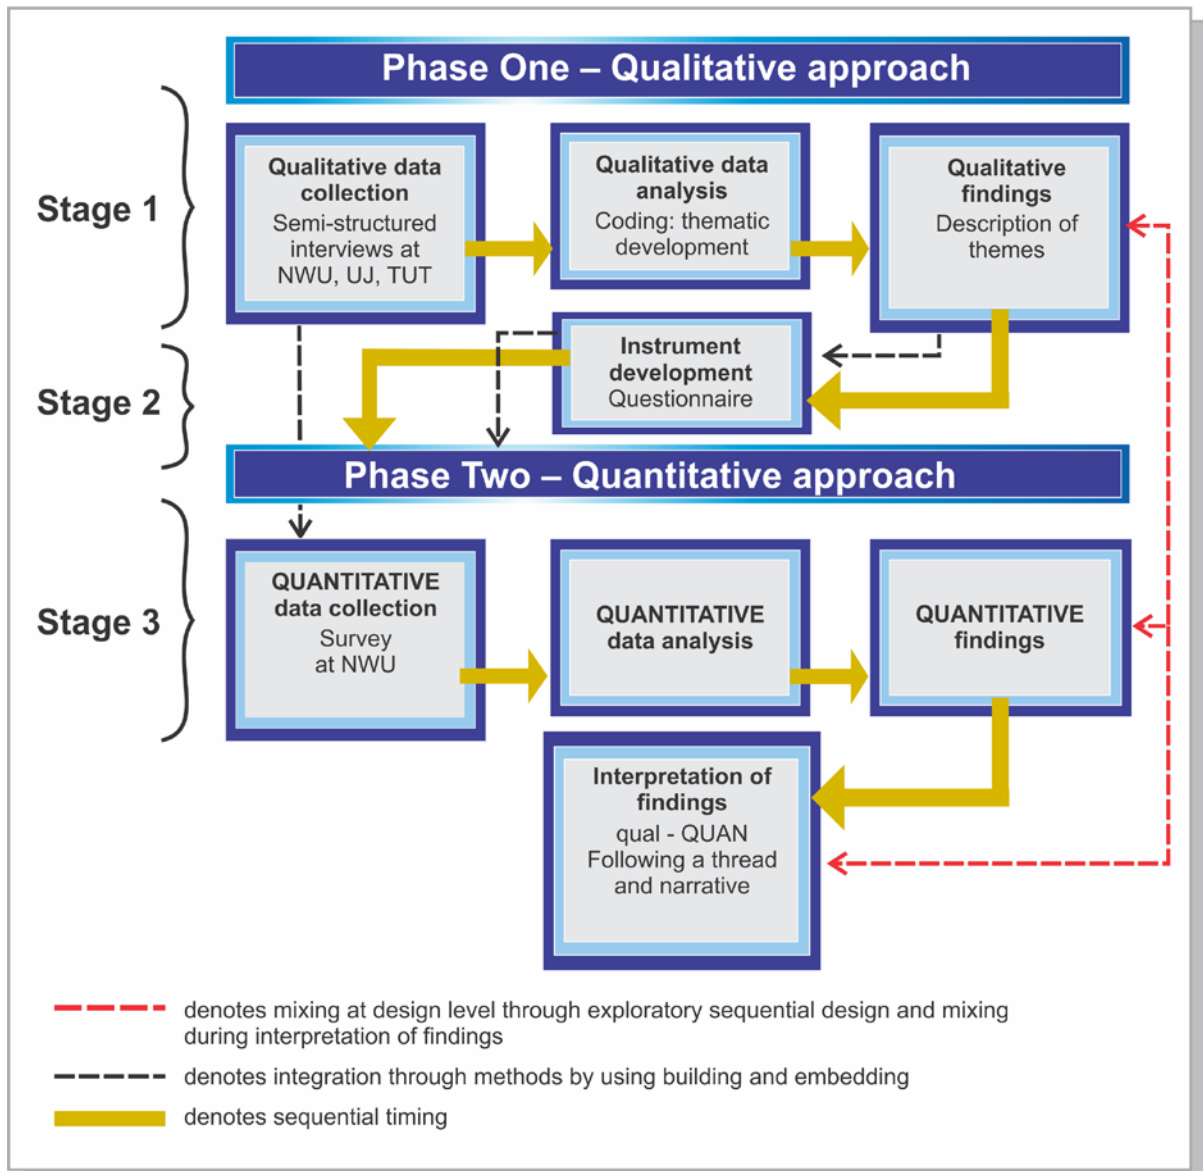 Phase One – Qualitative approach
Stage 1
Qualitative data
collection
Semi-structured
interviews at
NWU, UJ, TUT
Qualitative data
analysis
Coding: thematic
development
Qualitative
findings
Description of
themes
Stage 2
Instrument
development
Questionnaire
Phase Two – Quantitative approach
Stage 3
QUANTITATIVE
data collection
Survey
at NWU
QUANTITATIVE
data analysis
QUANTITATIVE
findings
Interpretation of
findings
qual - QUAN
Following a thread
and narrative
denotes mixing at design level through exploratory sequential design and mixing
during interpretation of findings
denotes integration through methods by using building and embedding
denotes sequential timing